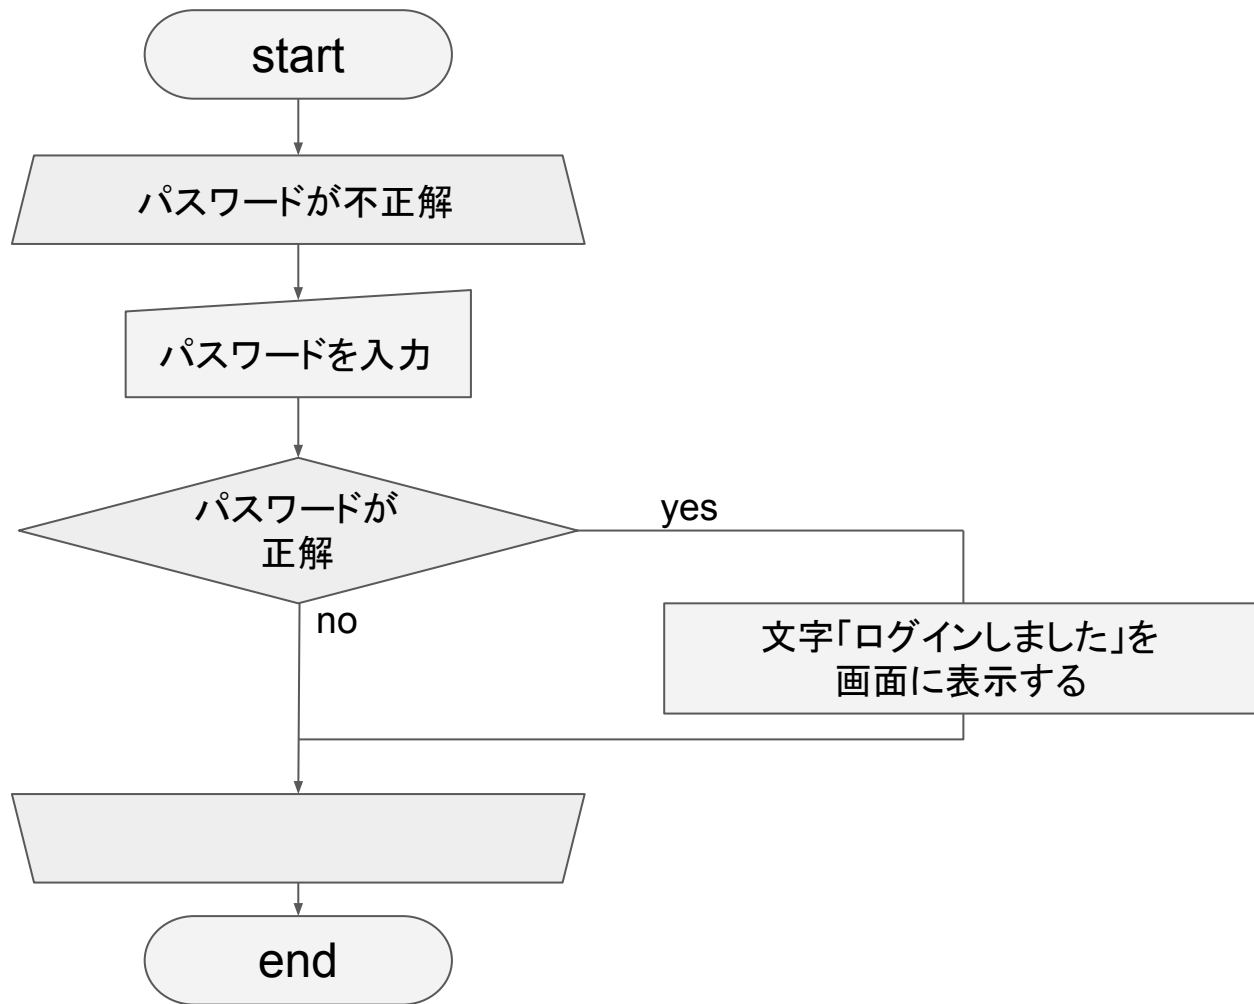 start
パスワードが不正解
パスワードを入力
パスワードが
正解
yes
no
文字「ログインしました」を
画面に表示する
end